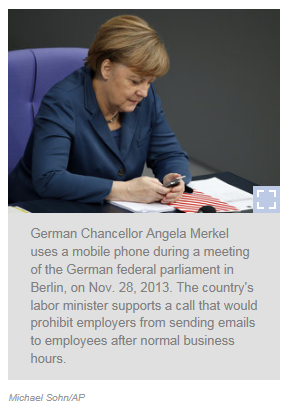 German Chancellor Angela Merkel
uses a mobile phone during a meeting
of the German federal parliament in
Berlin, on Nov. 28, 2013. The country's
labor minister supports a call that would
prohibit employers from sending emails
to employees after normal business
hours.
Michael Sohn/AP